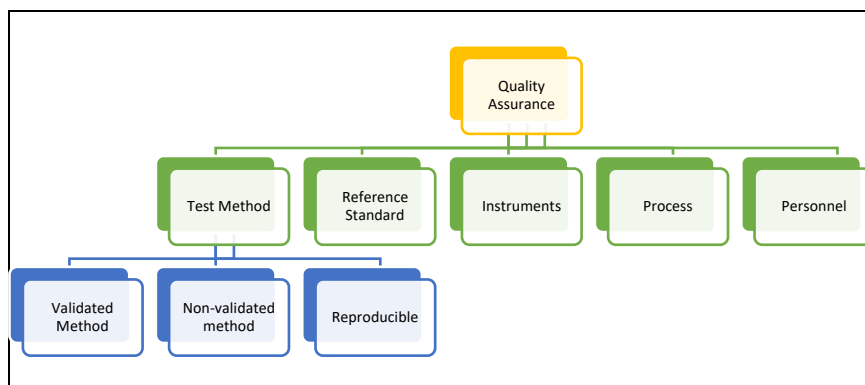 Quality
Assurance
Test Method
Reference
Standard
Instruments
Process
Personnel
Validated
Method
Non-validated
method
Reproducible